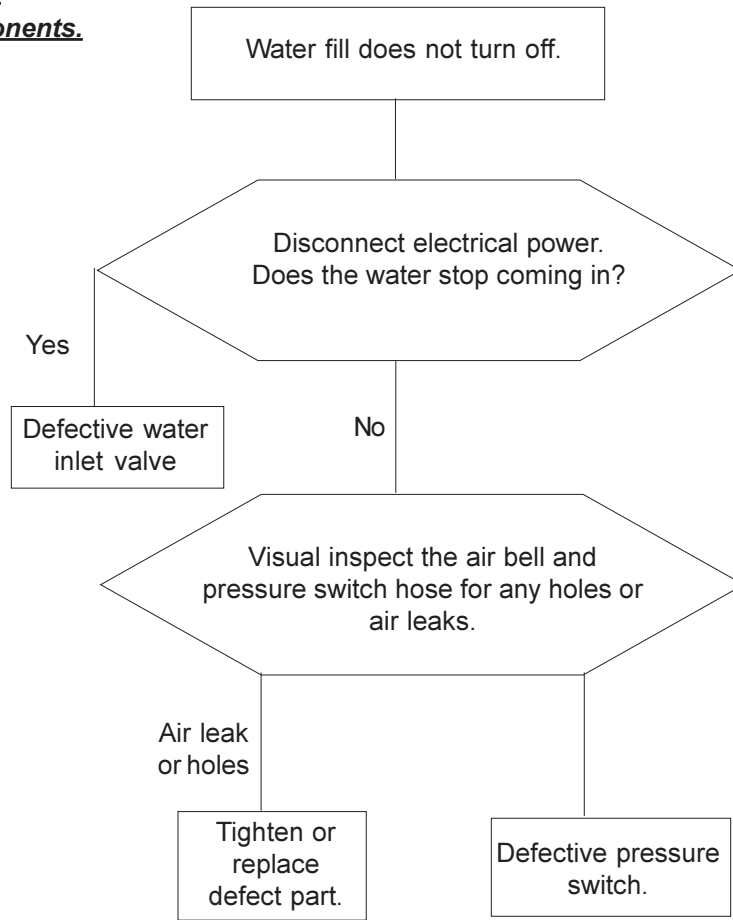 onents.
Water fill does not turn off.
Disconnect electrical power.
Does the water stop coming in?
Yes
Defective water
inlet valve
No
Visual inspect the air bell and
pressure switch hose for any holes or
air leaks.
Air leak
or holes
Tighten or
replace
defect part.
Defective pressure
switch.